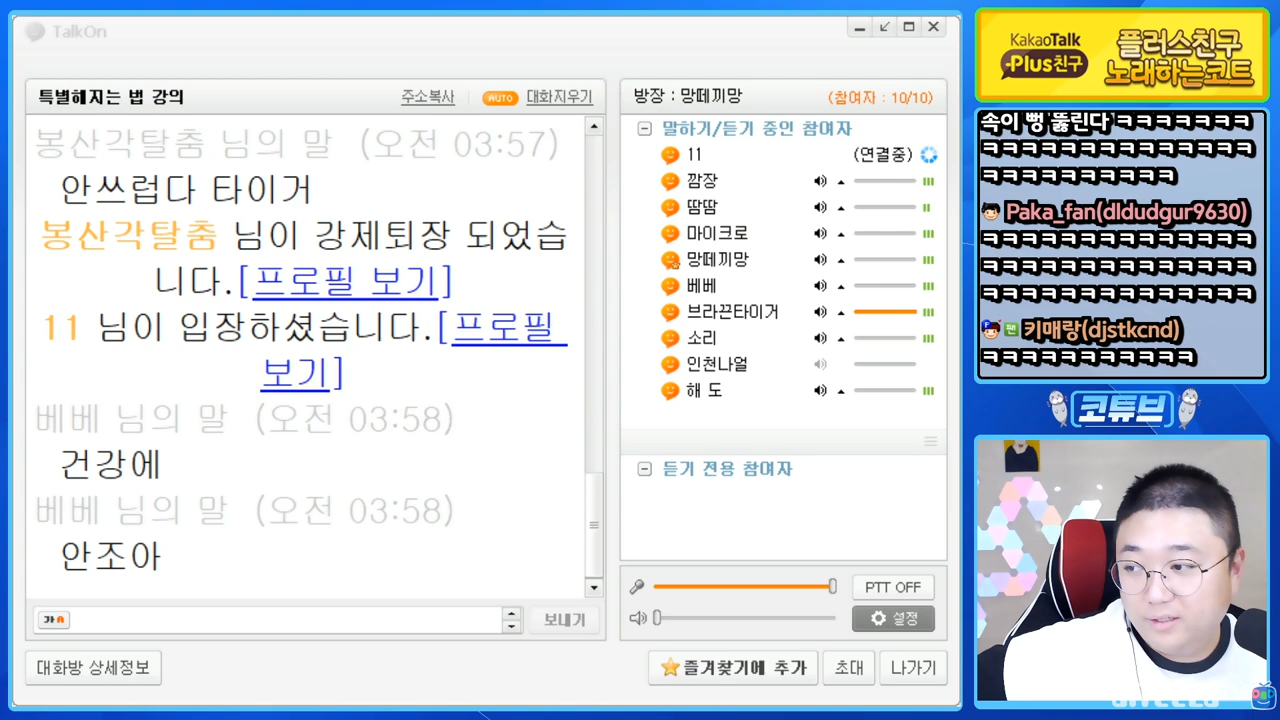 TalkOn
특별해지는 법 강의
주소복사
AUTO
대화지우기
봉산각탈춤 님의 말 (오전 03:57)
안쓰럽다 타이거
봉산각탈춤 님이 강제퇴장 되었습
니다.[프로필 보기]
11 님이 입장하셨습니다.[프로필
보기]
베베 님의 말 (오전 03:58)
건강에
베베 님의 말 (오전 03:58)
안조아
가A
보내기
대화방 상세정보
방장 : 망떼끼망
(참여자 : 10/10)
말하기/듣기 중인 참여자
11 (연결중)
깜장
땀땀
마이크로
망떼끼망
베베
브라끈타이거
소리
인천나얼
해 도
듣기 전용 참여자
PTT OFF
설정
즐겨찾기에 추가
초대
나가기
KakaoTalk
Plus친구
플러스친구
노래하는코트
속이 뻥 뚫린다 ㅋㅋㅋㅋㅋㅋㅋ
ㅋㅋㅋㅋㅋㅋㅋㅋㅋㅋㅋㅋㅋㅋ
ㅋㅋㅋㅋㅋㅋㅋㅋㅋㅋ
Paka_fan(dldudgur9630)
ㅋㅋㅋㅋㅋㅋㅋㅋㅋㅋㅋㅋㅋㅋ
ㅋㅋㅋㅋㅋㅋㅋㅋㅋㅋㅋㅋㅋㅋ
ㅋㅋㅋㅋㅋㅋㅋㅋㅋㅋㅋㅋㅋㅋ
팬 키매랑(djstkcnd)
ㅋㅋㅋㅋㅋㅋㅋㅋㅋㅋㅋ
코튜브